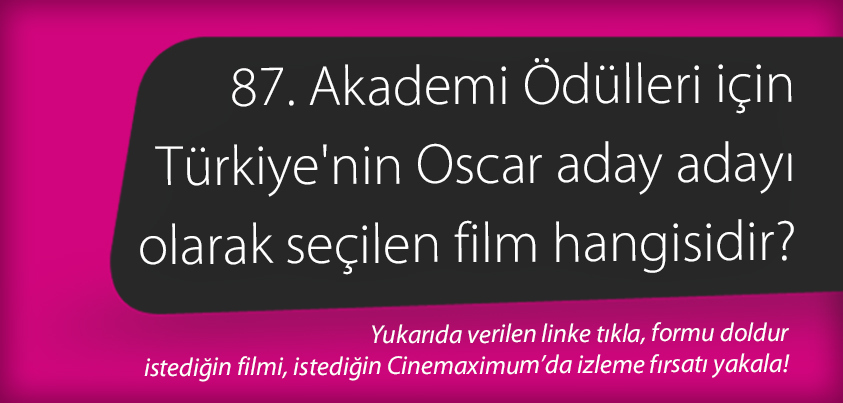 87. Akademi Ödülleri için
Türkiye'nin Oscar aday adayı
olarak seçilen film hangisidir?
Yukarıda verilen linke tıkla, formu doldur
istediğin filmi, istediğin Cinemaximum’da izleme fırsatı yakala!